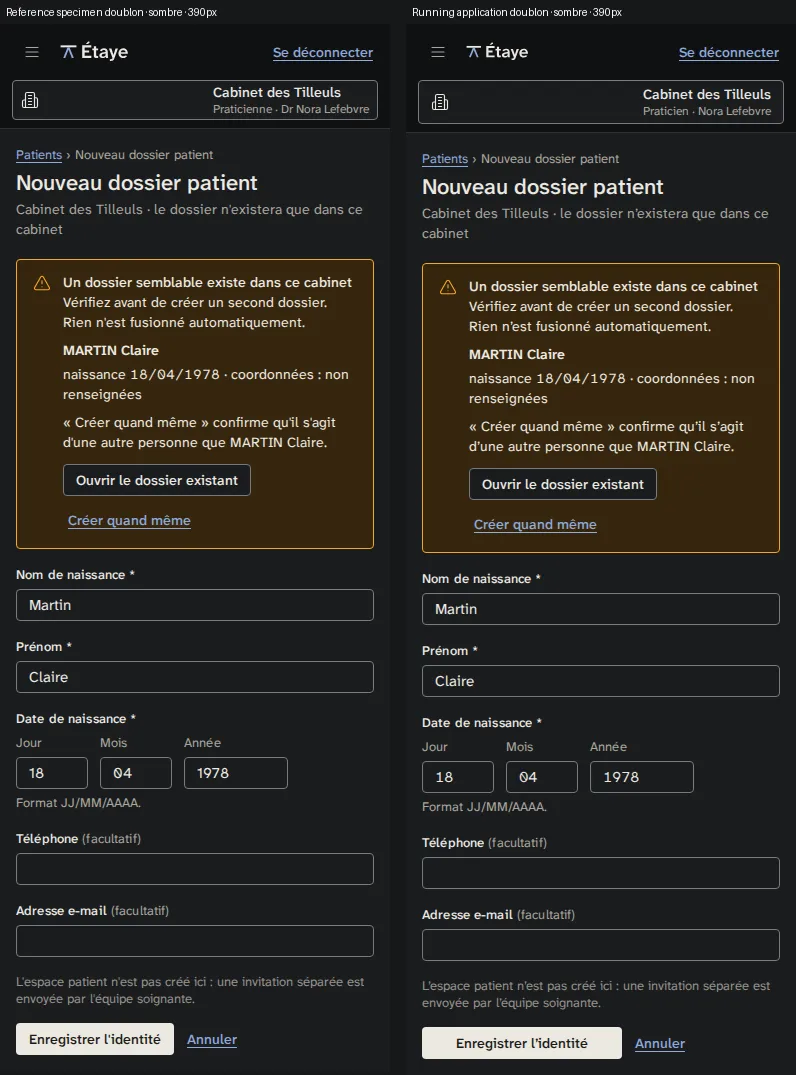 Reference specimen doublon · sombre · 390px
Étaye
Se déconnecter
Cabinet des Tilleuls
Praticienne · Dr Nora Lefebvre
Patients › Nouveau dossier patient
Nouveau dossier patient
Cabinet des Tilleuls · le dossier n'existera que dans ce
cabinet
Un dossier semblable existe dans ce cabinet
Vérifiez avant de créer un second dossier.
Rien n'est fusionné automatiquement.
MARTIN Claire
naissance 18/04/1978 · coordonnées : non
renseignées
« Créer quand même » confirme qu'il s'agit
d'une autre personne que MARTIN Claire.
Ouvrir le dossier existant
Créer quand même
Nom de naissance *
Martin
Prénom *
Claire
Date de naissance *
Jour Mois Année
18 04 1978
Format JJ/MM/AAAA.
Téléphone (facultatif)
Adresse e-mail (facultatif)
L'espace patient n'est pas créé ici : une invitation séparée est
envoyée par l'équipe soignante.
Enregistrer l'identité Annuler
Running application doublon · sombre · 390px
Étaye
Se déconnecter
Cabinet des Tilleuls
Praticien · Nora Lefebvre
Patients › Nouveau dossier patient
Nouveau dossier patient
Cabinet des Tilleuls · le dossier n’existera que dans ce
cabinet
Un dossier semblable existe dans ce cabinet
Vérifiez avant de créer un second dossier.
Rien n’est fusionné automatiquement.
MARTIN Claire
naissance 18/04/1978 · coordonnées : non
renseignées
« Créer quand même » confirme qu’il s’agit
d’une autre personne que MARTIN Claire.
Ouvrir le dossier existant
Créer quand même
Nom de naissance *
Martin
Prénom *
Claire
Date de naissance *
Jour Mois Année
18 04 1978
Format JJ/MM/AAAA.
Téléphone (facultatif)
Adresse e-mail (facultatif)
L’espace patient n’est pas créé ici : une invitation séparée est
envoyée par l’équipe soignante.
Enregistrer l’identité Annuler